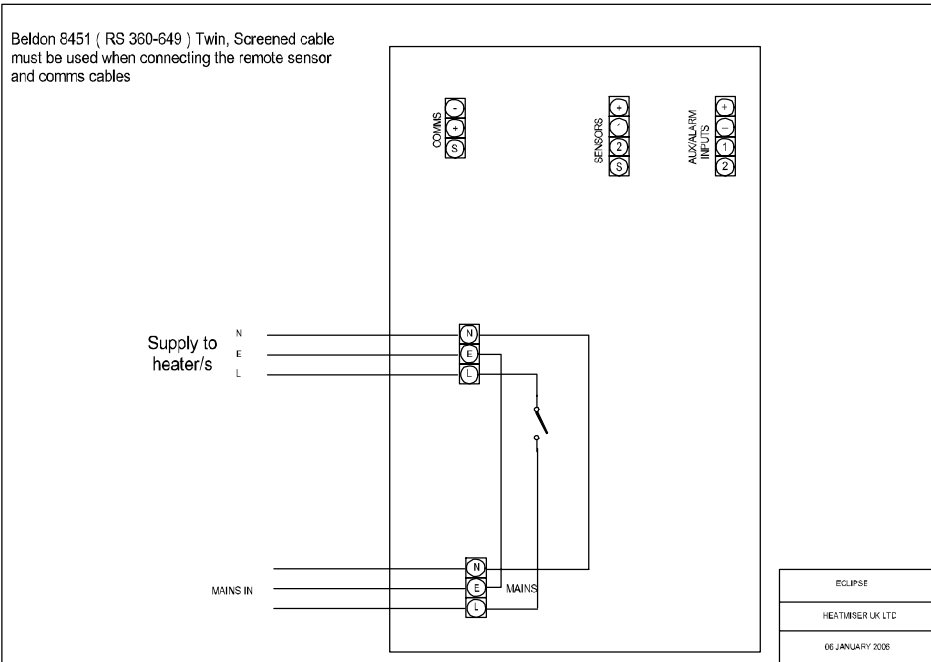 Beldon 8451 ( RS 360-649 ) Twin, Screened cable
must be used when connecting the remote sensor
and comms cables
COMMS
-
+
S
SENSORS
+
1
2
S
AUX/ALARM
INPUTS
+
–
1
2
Supply to
heater/s
N
E
L
N
E
L
MAINS IN
N
E
L
MAINS
ECLIPSE
HEATMISER UK LTD
06 JANUARY 2006